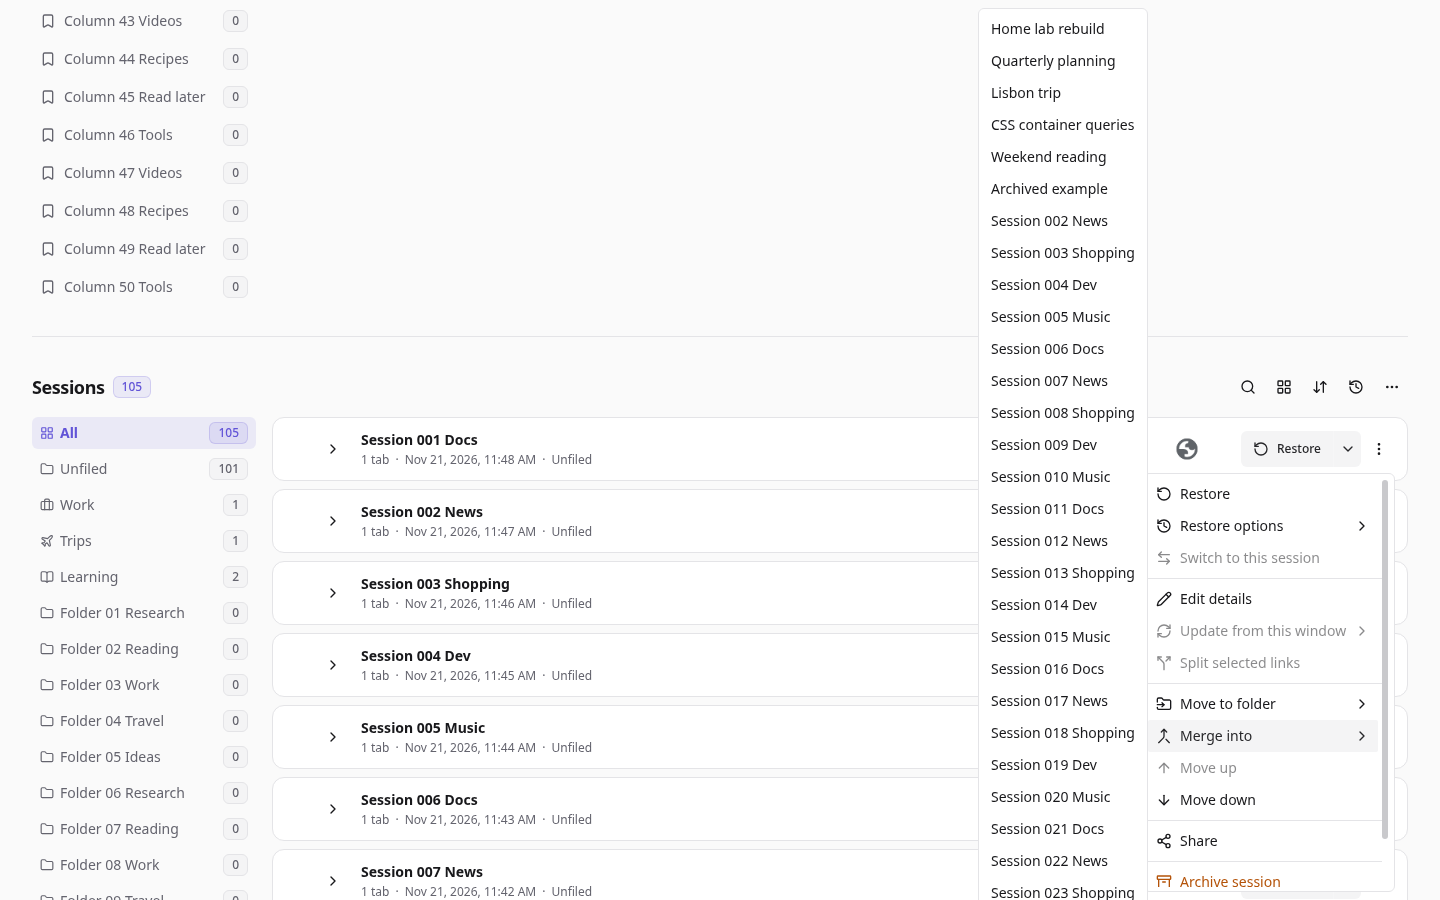 Column 43 Videos 0
Column 44 Recipes 0
Column 45 Read later 0
Column 46 Tools 0
Column 47 Videos 0
Column 48 Recipes 0
Column 49 Read later 0
Column 50 Tools 0
Sessions 105
All 105
Unfiled 101
Work 1
Trips 1
Learning 2
Folder 01 Research 0
Folder 02 Reading 0
Folder 03 Work 0
Folder 04 Travel 0
Folder 05 Ideas 0
Folder 06 Research 0
Folder 07 Reading 0
Folder 08 Work 0
Folder 09 Travel
Session 001 Docs
1 tab · Nov 21, 2026, 11:48 AM · Unfiled
Session 002 News
1 tab · Nov 21, 2026, 11:47 AM · Unfiled
Session 003 Shopping
1 tab · Nov 21, 2026, 11:46 AM · Unfiled
Session 004 Dev
1 tab · Nov 21, 2026, 11:45 AM · Unfiled
Session 005 Music
1 tab · Nov 21, 2026, 11:44 AM · Unfiled
Session 006 Docs
1 tab · Nov 21, 2026, 11:43 AM · Unfiled
Session 007 News
1 tab · Nov 21, 2026, 11:42 AM · Unfiled
Home lab rebuild
Quarterly planning
Lisbon trip
CSS container queries
Weekend reading
Archived example
Session 002 News
Session 003 Shopping
Session 004 Dev
Session 005 Music
Session 006 Docs
Session 007 News
Session 008 Shopping
Session 009 Dev
Session 010 Music
Session 011 Docs
Session 012 News
Session 013 Shopping
Session 014 Dev
Session 015 Music
Session 016 Docs
Session 017 News
Session 018 Shopping
Session 019 Dev
Session 020 Music
Session 021 Docs
Session 022 News
Session 023 Shopping
Restore
Restore
Restore options
Switch to this session
Edit details
Update from this window
Split selected links
Move to folder
Merge into
Move up
Move down
Share
Archive session